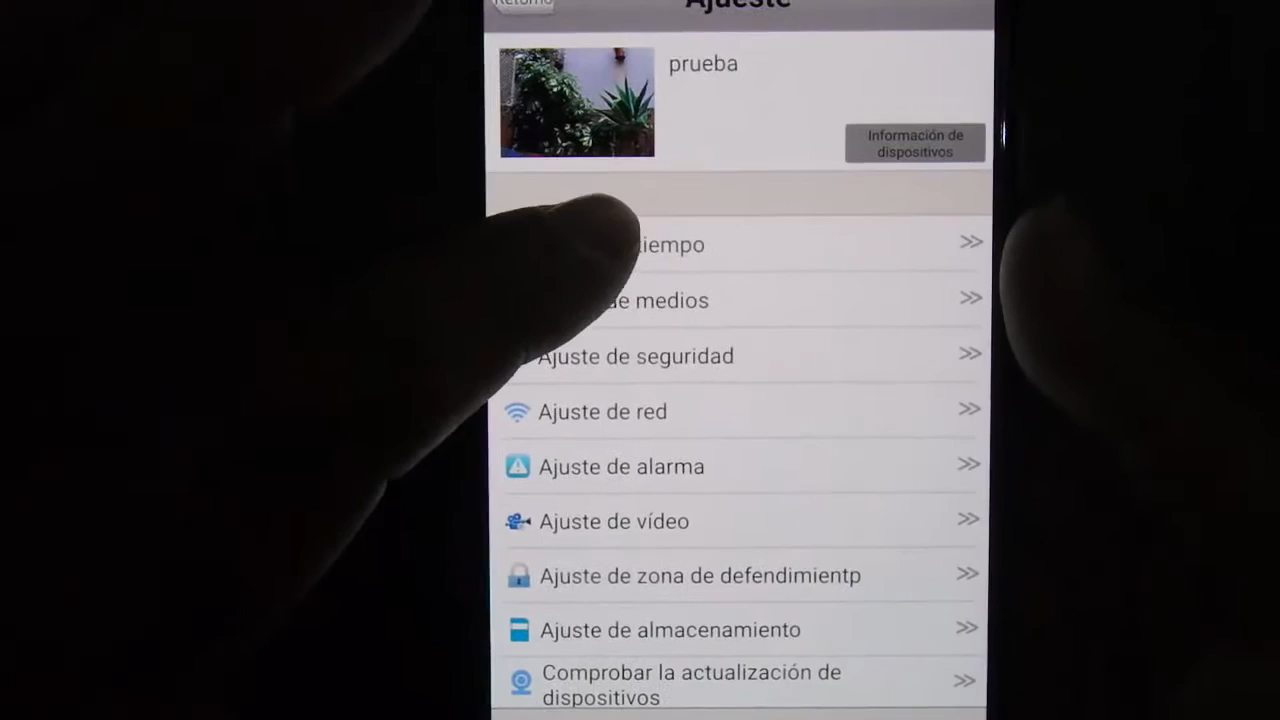 Retorno
Ajueste
prueba
Información de
dispositivos
tiempo
de medios
Ajuste de seguridad
Ajuste de red
Ajuste de alarma
Ajuste de vídeo
Ajuste de zona de defendimientp
Ajuste de almacenamiento
Comprobar la actualización de
dispositivos